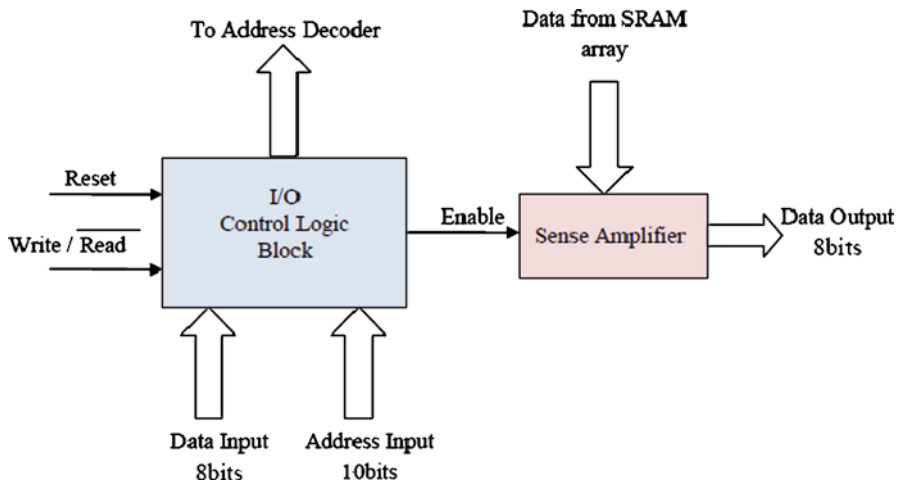 To Address Decoder
Data from SRAM
array
Reset
Write / Read
I/O
Control Logic
Block
Enable
Sense Amplifier
Data Output
8bits
Data Input
8bits
Address Input
10bits